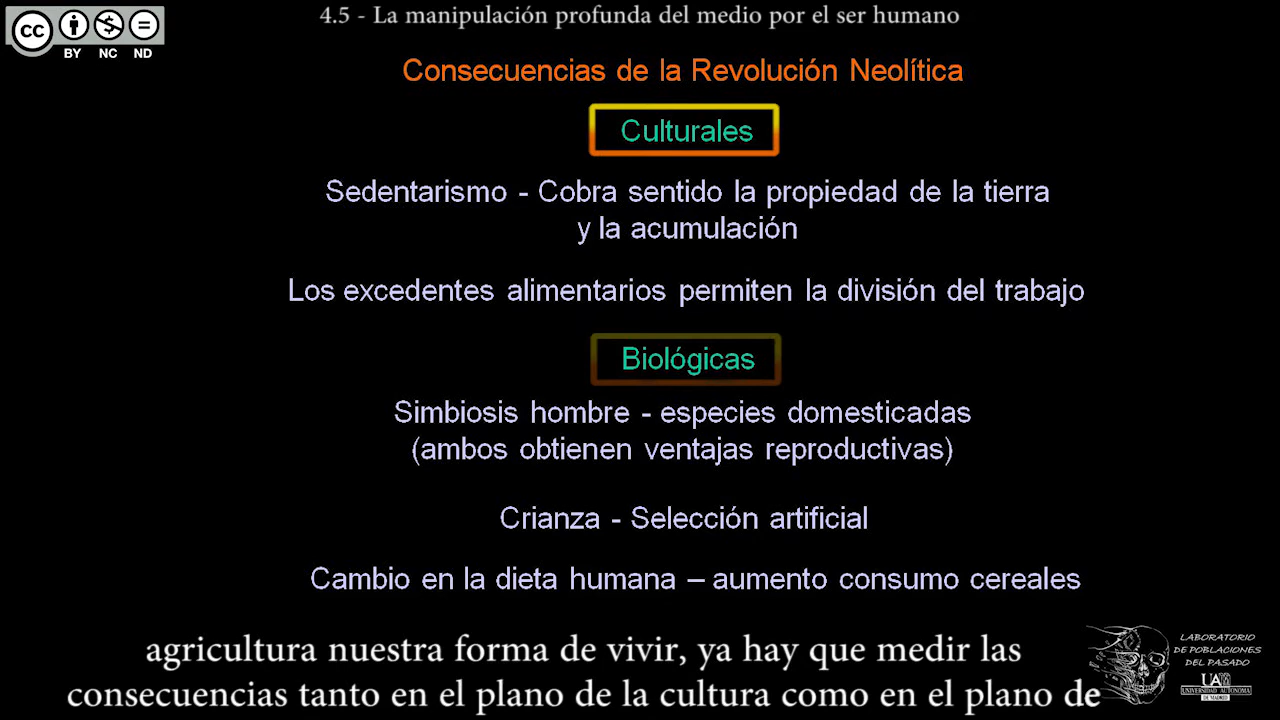 4.5 - La manipulación profunda del medio por el ser humano
CC
BY NC ND
Consecuencias de la Revolución Neolítica
Culturales
Sedentarismo - Cobra sentido la propiedad de la tierra
y la acumulación
Los excedentes alimentarios permiten la división del trabajo
Biológicas
Simbiosis hombre - especies domesticadas
(ambos obtienen ventajas reproductivas)
Crianza - Selección artificial
Cambio en la dieta humana – aumento consumo cereales
agricultura nuestra forma de vivir, ya hay que medir las
consecuencias tanto en el plano de la cultura como en el plano de
LABORATORIO
DE POBLACIONES
DEL PASADO
UA
UNIVERSIDAD AUTONOMA
DE MADRID